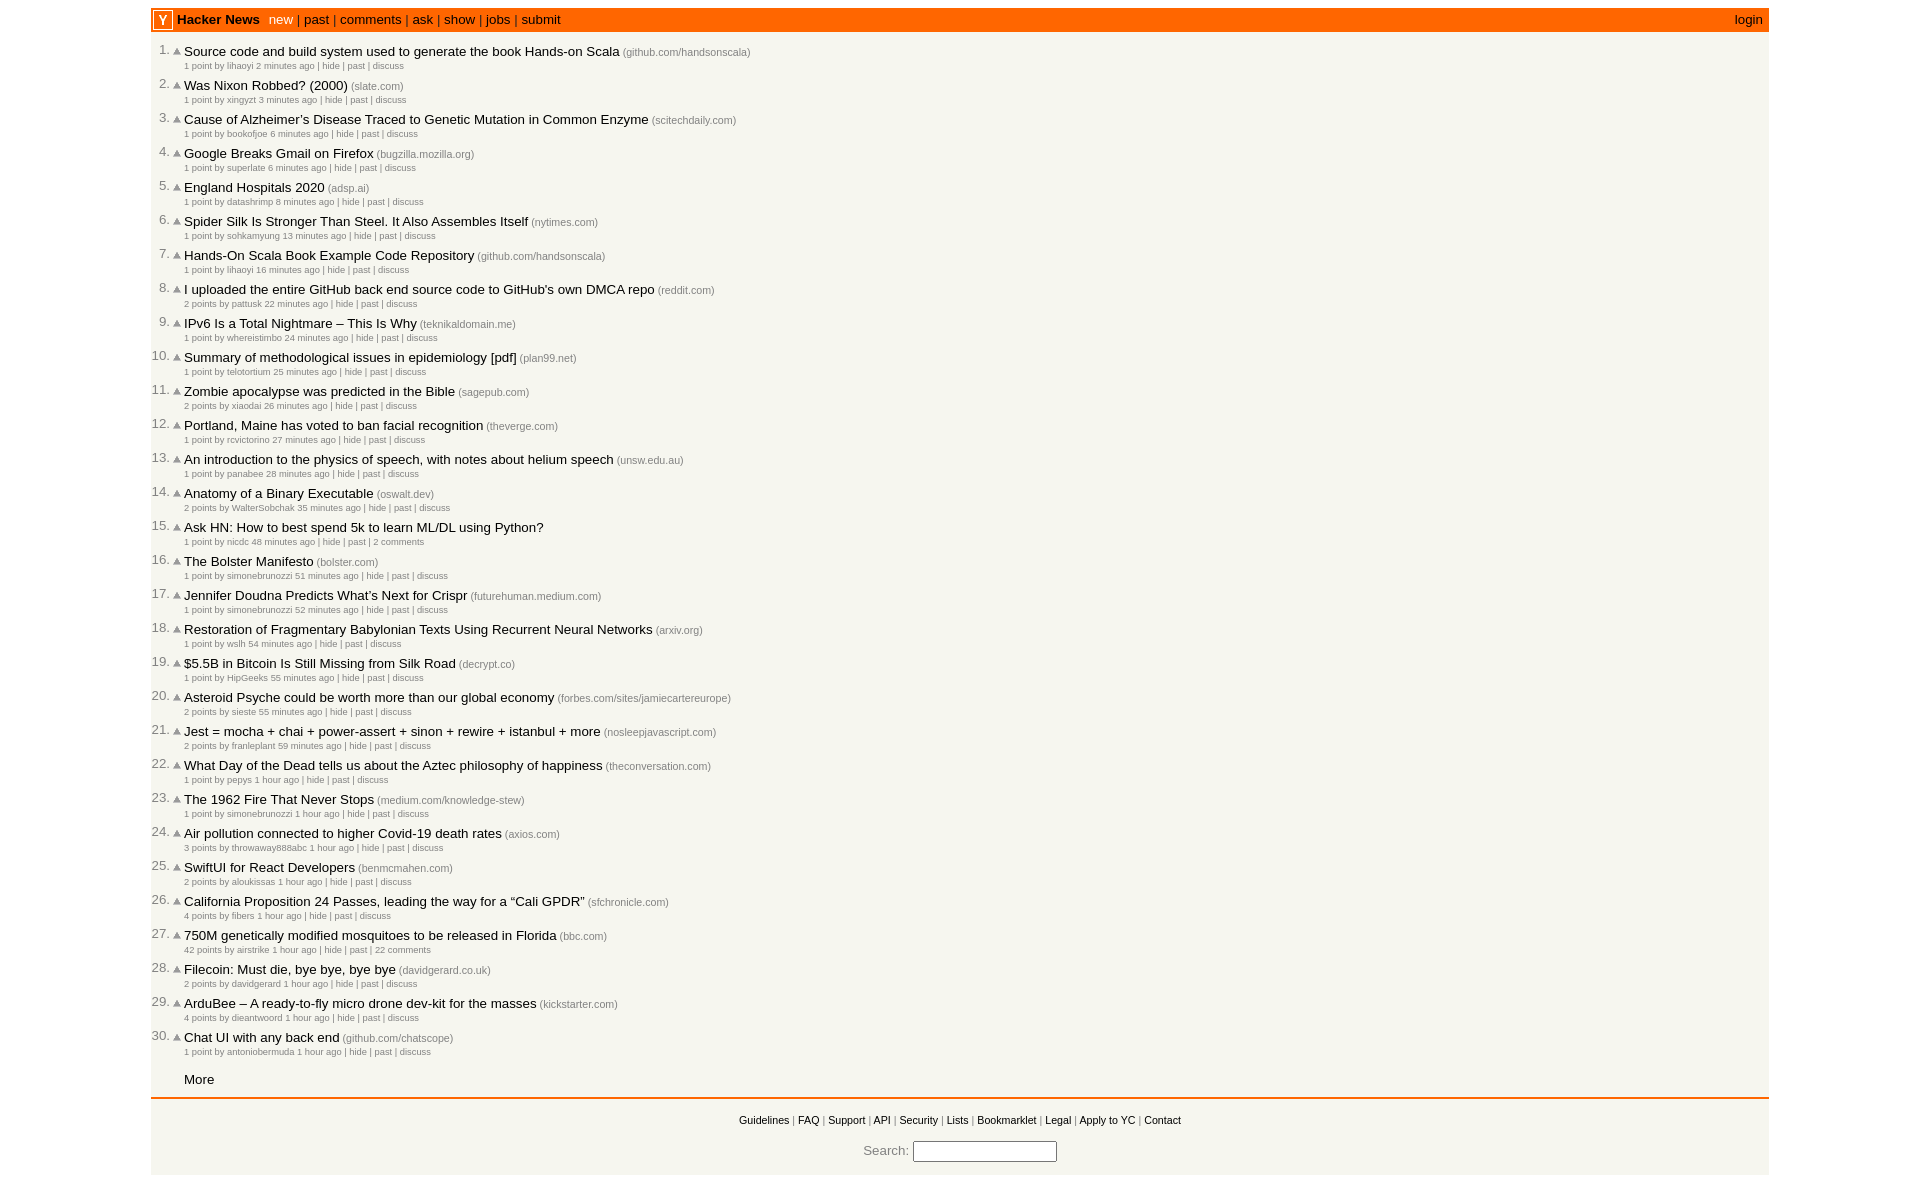 Y Hacker News new | past | comments | ask | show | jobs | submit login
1. Source code and build system used to generate the book Hands-on Scala (github.com/handsonscala)
1 point by lihaoyi 2 minutes ago | hide | past | discuss
2. Was Nixon Robbed? (2000) (slate.com)
1 point by xingyzt 3 minutes ago | hide | past | discuss
3. Cause of Alzheimer’s Disease Traced to Genetic Mutation in Common Enzyme (scitechdaily.com)
1 point by bookofjoe 6 minutes ago | hide | past | discuss
4. Google Breaks Gmail on Firefox (bugzilla.mozilla.org)
1 point by superlate 6 minutes ago | hide | past | discuss
5. England Hospitals 2020 (adsp.ai)
1 point by datashrimp 8 minutes ago | hide | past | discuss
6. Spider Silk Is Stronger Than Steel. It Also Assembles Itself (nytimes.com)
1 point by sohkamyung 13 minutes ago | hide | past | discuss
7. Hands-On Scala Book Example Code Repository (github.com/handsonscala)
1 point by lihaoyi 16 minutes ago | hide | past | discuss
8. I uploaded the entire GitHub back end source code to GitHub's own DMCA repo (reddit.com)
2 points by pattusk 22 minutes ago | hide | past | discuss
9. IPv6 Is a Total Nightmare – This Is Why (teknikaldomain.me)
1 point by whereistimbo 24 minutes ago | hide | past | discuss
10. Summary of methodological issues in epidemiology [pdf] (plan99.net)
1 point by telotortium 25 minutes ago | hide | past | discuss
11. Zombie apocalypse was predicted in the Bible (sagepub.com)
2 points by xiaodai 26 minutes ago | hide | past | discuss
12. Portland, Maine has voted to ban facial recognition (theverge.com)
1 point by rcvictorino 27 minutes ago | hide | past | discuss
13. An introduction to the physics of speech, with notes about helium speech (unsw.edu.au)
1 point by panabee 28 minutes ago | hide | past | discuss
14. Anatomy of a Binary Executable (oswalt.dev)
2 points by WalterSobchak 35 minutes ago | hide | past | discuss
15. Ask HN: How to best spend 5k to learn ML/DL using Python?
1 point by nicdc 48 minutes ago | hide | past | 2 comments
16. The Bolster Manifesto (bolster.com)
1 point by simonebrunozzi 51 minutes ago | hide | past | discuss
17. Jennifer Doudna Predicts What’s Next for Crispr (futurehuman.medium.com)
1 point by simonebrunozzi 52 minutes ago | hide | past | discuss
18. Restoration of Fragmentary Babylonian Texts Using Recurrent Neural Networks (arxiv.org)
1 point by wslh 54 minutes ago | hide | past | discuss
19. $5.5B in Bitcoin Is Still Missing from Silk Road (decrypt.co)
1 point by HipGeeks 55 minutes ago | hide | past | discuss
20. Asteroid Psyche could be worth more than our global economy (forbes.com/sites/jamiecartereurope)
2 points by sieste 55 minutes ago | hide | past | discuss
21. Jest = mocha + chai + power-assert + sinon + rewire + istanbul + more (nosleepjavascript.com)
2 points by franleplant 59 minutes ago | hide | past | discuss
22. What Day of the Dead tells us about the Aztec philosophy of happiness (theconversation.com)
1 point by pepys 1 hour ago | hide | past | discuss
23. The 1962 Fire That Never Stops (medium.com/knowledge-stew)
1 point by simonebrunozzi 1 hour ago | hide | past | discuss
24. Air pollution connected to higher Covid-19 death rates (axios.com)
3 points by throwaway888abc 1 hour ago | hide | past | discuss
25. SwiftUI for React Developers (benmcmahen.com)
2 points by aloukissas 1 hour ago | hide | past | discuss
26. California Proposition 24 Passes, leading the way for a “Cali GPDR” (sfchronicle.com)
4 points by fibers 1 hour ago | hide | past | discuss
27. 750M genetically modified mosquitoes to be released in Florida (bbc.com)
42 points by airstrike 1 hour ago | hide | past | 22 comments
28. Filecoin: Must die, bye bye, bye bye (davidgerard.co.uk)
2 points by davidgerard 1 hour ago | hide | past | discuss
29. ArduBee – A ready-to-fly micro drone dev-kit for the masses (kickstarter.com)
4 points by dieantwoord 1 hour ago | hide | past | discuss
30. Chat UI with any back end (github.com/chatscope)
1 point by antoniobermuda 1 hour ago | hide | past | discuss
More
Guidelines | FAQ | Support | API | Security | Lists | Bookmarklet | Legal | Apply to YC | Contact
Search: